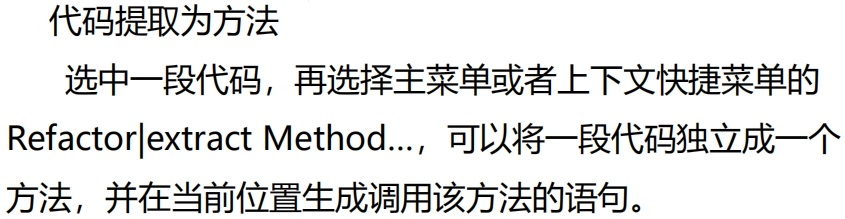 代码提取为方法
选中一段代码，再选择主菜单或者上下文快捷菜单的
Refactor|extract Method...，可以将一段代码独立成一个
方法，并在当前位置生成调用该方法的语句。